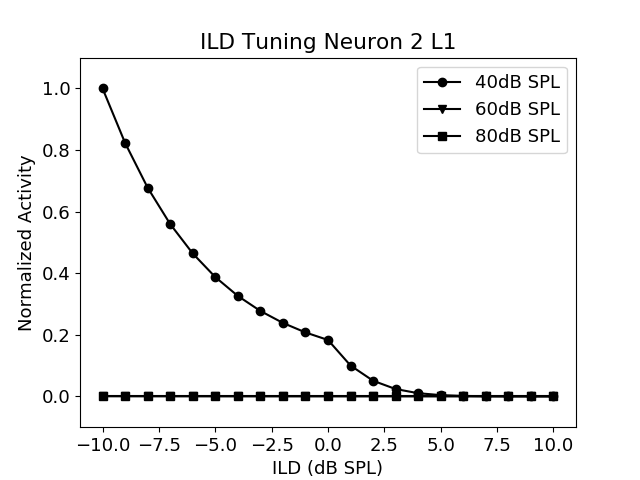 ILD Tuning Neuron 2 L1
40dB SPL
60dB SPL
80dB SPL
Normalized Activity
1.0
0.8
0.6
0.4
0.2
0.0
−10.0 −7.5 −5.0 −2.5 0.0 2.5 5.0 7.5 10.0
ILD (dB SPL)